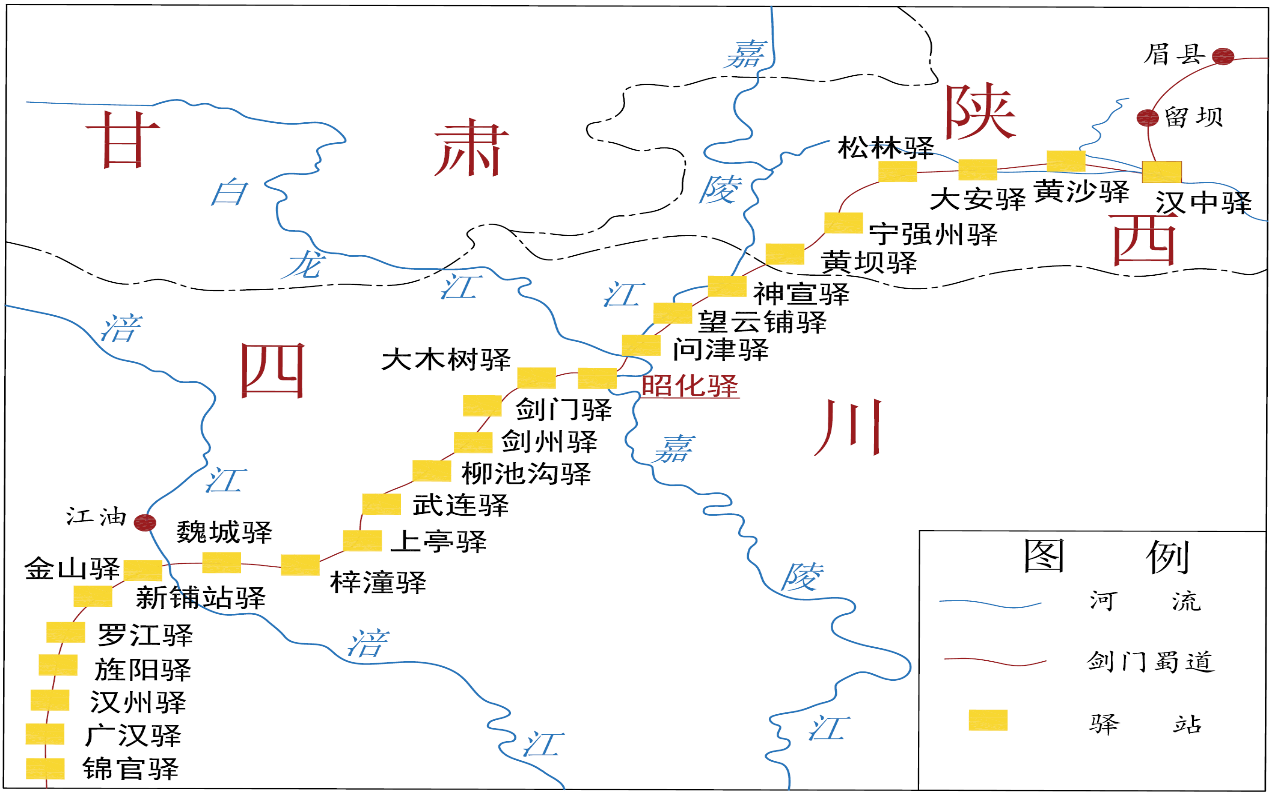 嘉
眉县
甘
肃
陕
留坝
松林驿
白
陵
大安驿
黄沙驿
汉中驿
西
宁强州驿
龙
黄坝驿
江
江
神宣驿
涪
望云铺驿
四
大木树驿
问津驿
昭化驿
剑门驿
川
剑州驿
嘉
江
柳池沟驿
武连驿
江油
魏城驿
上亭驿
金山驿
梓潼驿
陵
新铺站驿
罗江驿
涪
旌阳驿
汉州驿
广汉驿
江
江
锦官驿
图 例
河 流
剑门蜀道
驿 站